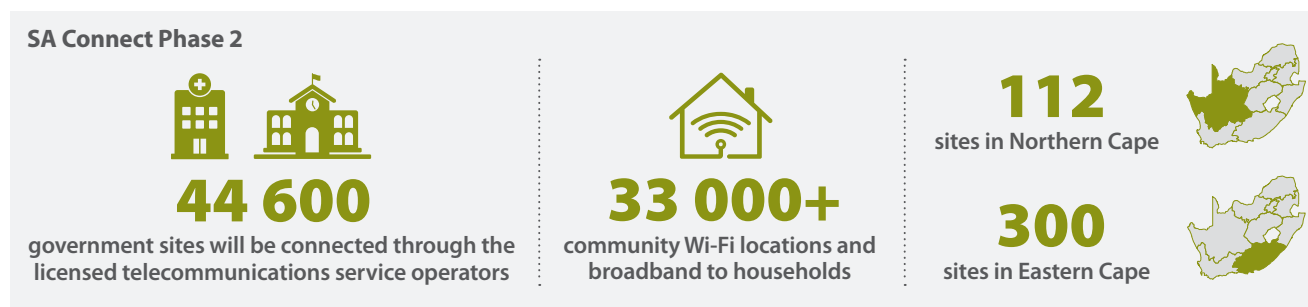 SA Connect Phase 2
44 600
government sites will be connected through the
licensed telecommunications service operators
33 000+
community Wi-Fi locations and
broadband to households
112
sites in Northern Cape
300
sites in Eastern Cape